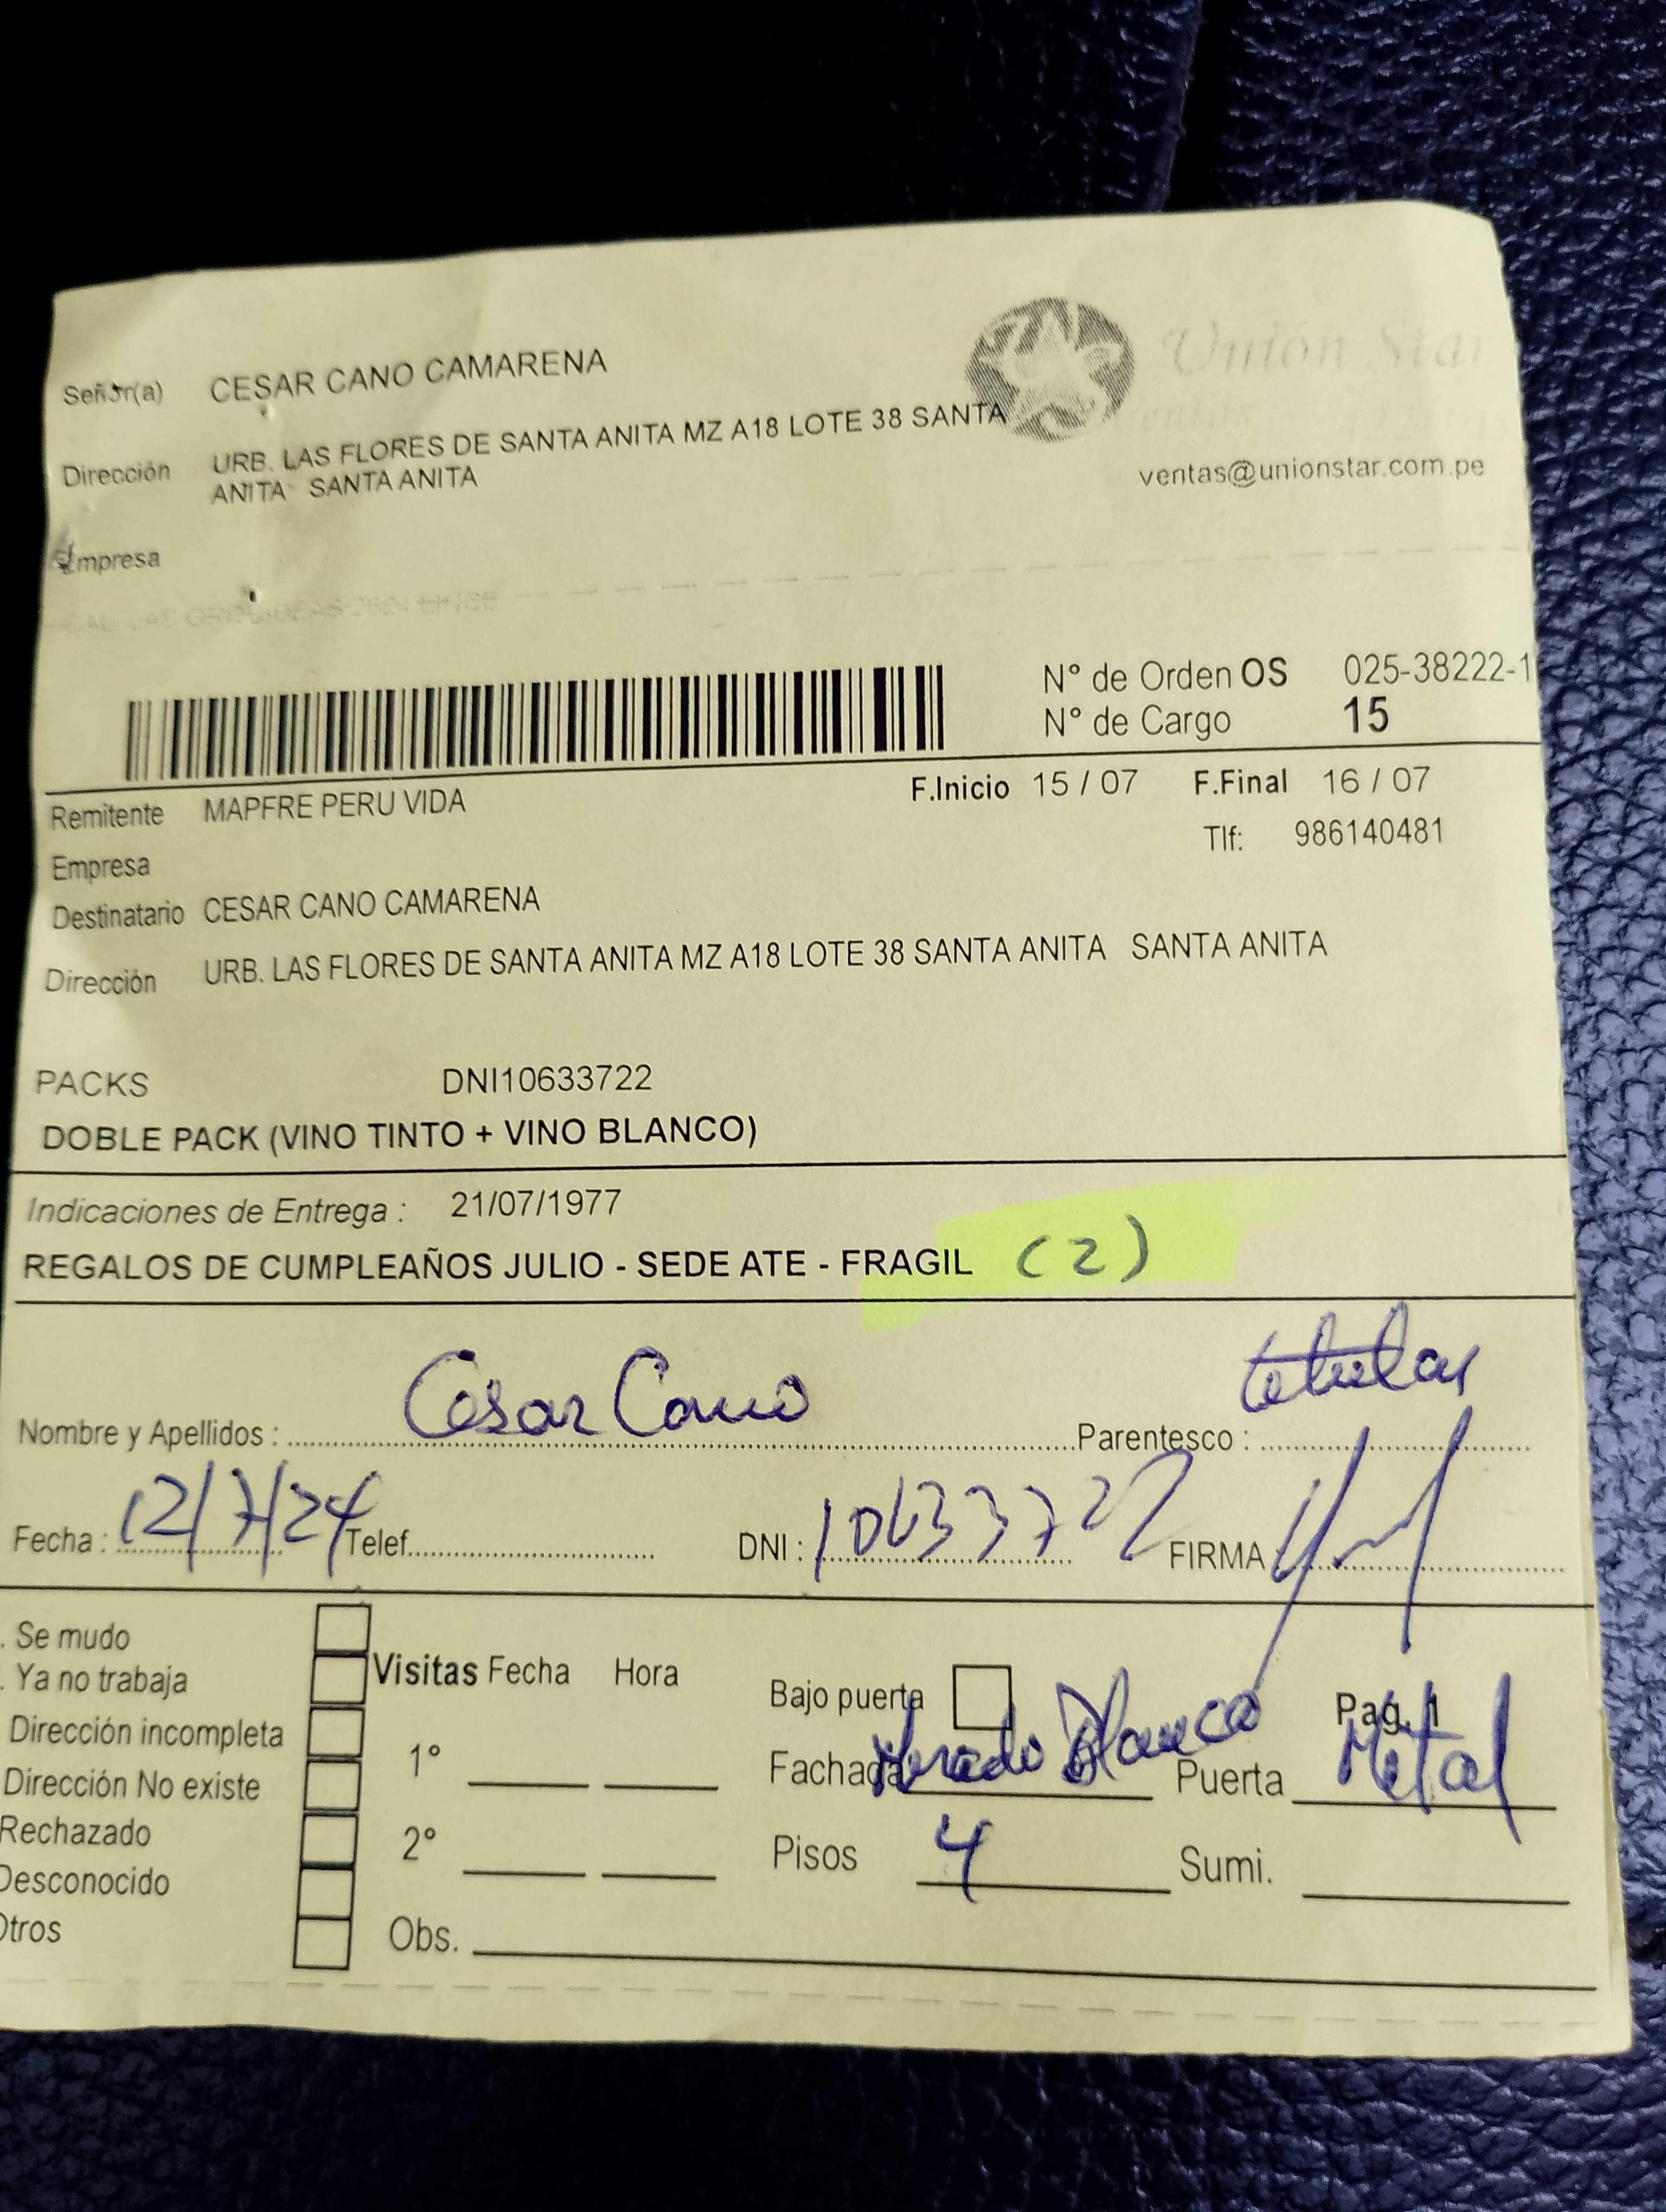 Señor(a) CESAR CANO CAMARENA
Unión Star
Dirección URB. LAS FLORES DE SANTA ANITA MZ A18 LOTE 38 SANTA
ANITA SANTA ANITA
ventas@unionstar.com.pe
Empresa
N° de Orden OS 025-38222-1
N° de Cargo 15
F.Inicio 15 / 07 F.Final 16 / 07
Remitente MAPFRE PERU VIDA
Tlf: 986140481
Empresa
Destinatario CESAR CANO CAMARENA
Dirección URB. LAS FLORES DE SANTA ANITA MZ A18 LOTE 38 SANTA ANITA SANTA ANITA
PACKS DNI10633722
DOBLE PACK (VINO TINTO + VINO BLANCO)
Indicaciones de Entrega : 21/07/1977
REGALOS DE CUMPLEAÑOS JULIO - SEDE ATE - FRAGIL (2)
Nombre y Apellidos : Cesar Cano Parentesco : titular
Fecha : 12/7/24 Telef. DNI : 10633722 FIRMA
. Se mudo
. Ya no trabaja
Dirección incompleta
Dirección No existe
Rechazado
Desconocido
Otros
Visitas Fecha Hora
1°
2°
Obs.
Bajo puerta Pag. 1
Fachada Blanca Puerta Metal
Pisos 4 Sumi.